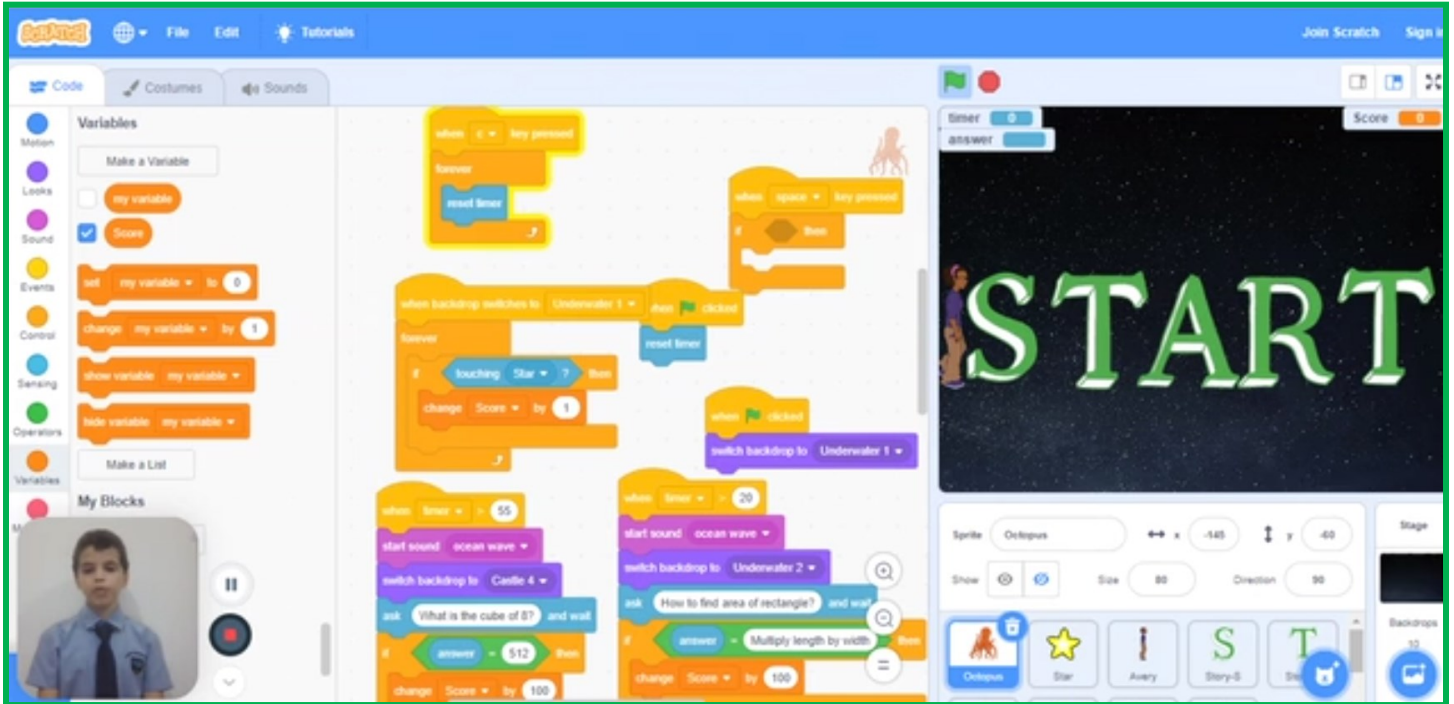 SCRATCH File Edit Tutorials Join Scratch
Code Costumes Sounds
Motion
Looks
Sound
Events
Control
Sensing
Operators
Variables
Variables
Make a Variable
my variable
Score
set my variable to 0
change my variable by 1
show variable my variable
hide variable my variable
Make a List
My Blocks
when c key pressed
forever
reset timer
when space key pressed
if then
when backdrop switches to Underwater 1
forever
if touching Star ? then
change Score by 1
when clicked
reset timer
when clicked
switch backdrop to Underwater 1
when timer > 55
start sound ocean wave
switch backdrop to Castle 4
ask What is the cube of 8? and wait
if answer = 512 then
change Score by 100
when timer > 20
start sound ocean wave
switch backdrop to Underwater 2
ask How to find area of rectangle? and wait
if answer = Multiply length by width then
change Score by 100
timer 0
answer
Score 0
START
Sprite Octopus x -145 y -60
Show Size 80 Direction 90
Octopus Star Avery Story-S
Stage
Backdrops
10